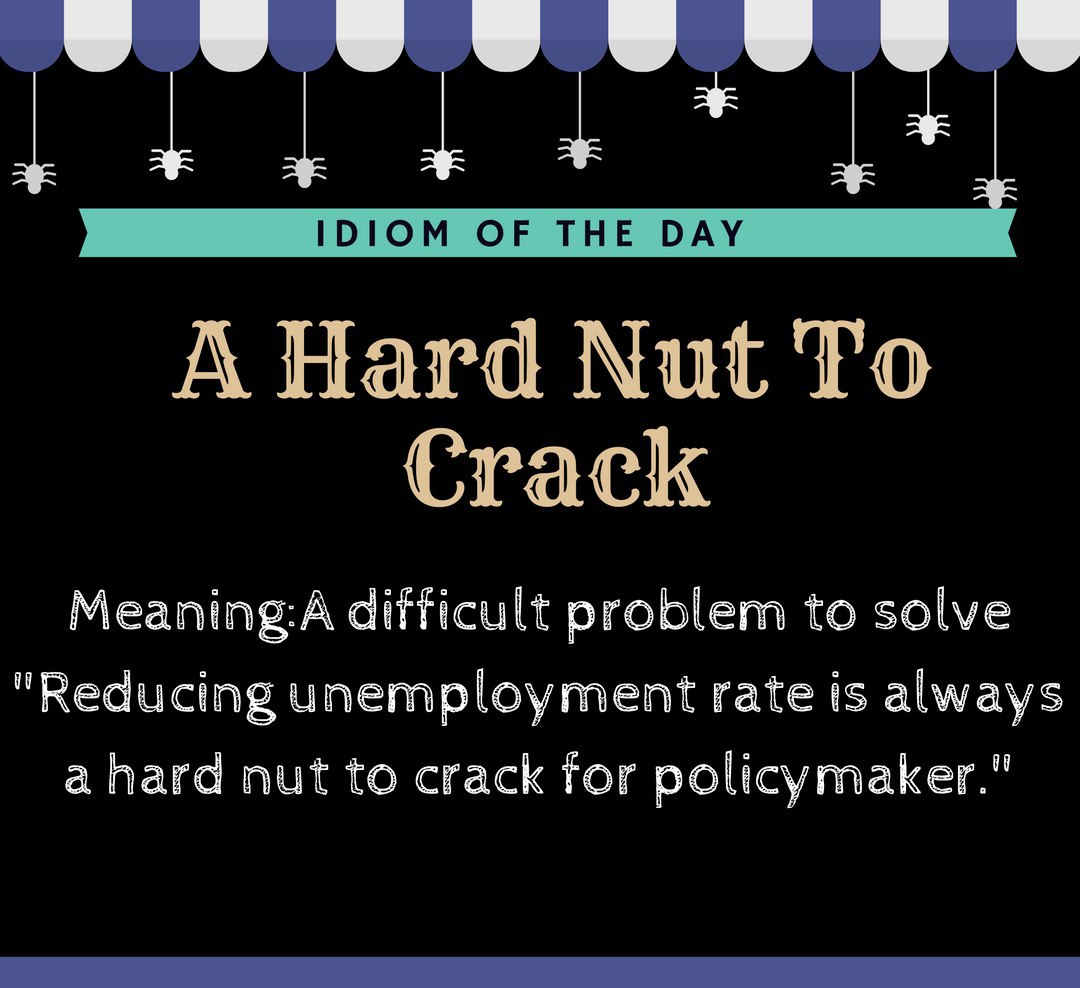 IDIOM OF THE DAY
A Hard Nut To
Crack
Meaning:A difficult problem to solve
"Reducing unemployment rate is always
a hard nut to crack for policymaker."